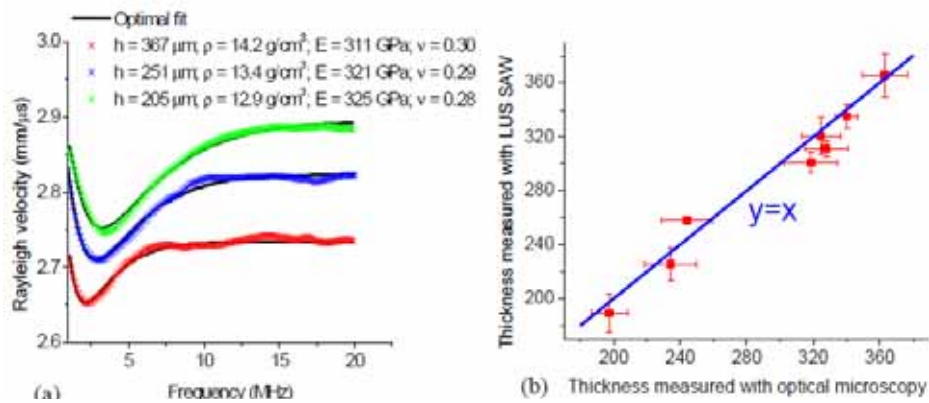 Optimal fit
h = 367 μm; ρ = 14.2 g/cm³; E = 311 GPa; ν = 0.30
h = 251 μm; ρ = 13.4 g/cm³; E = 321 GPa; ν = 0.29
h = 205 μm; ρ = 12.9 g/cm³; E = 325 GPa; ν = 0.28
Rayleigh velocity (mm/μs)
3.0
2.9
2.8
2.7
2.6
5
10
15
20
Frequency (MHz)
(a)
Thickness measured with LUS SAW
360
320
280
240
200
y=x
200
240
280
320
360
(b)
Thickness measured with optical microscopy